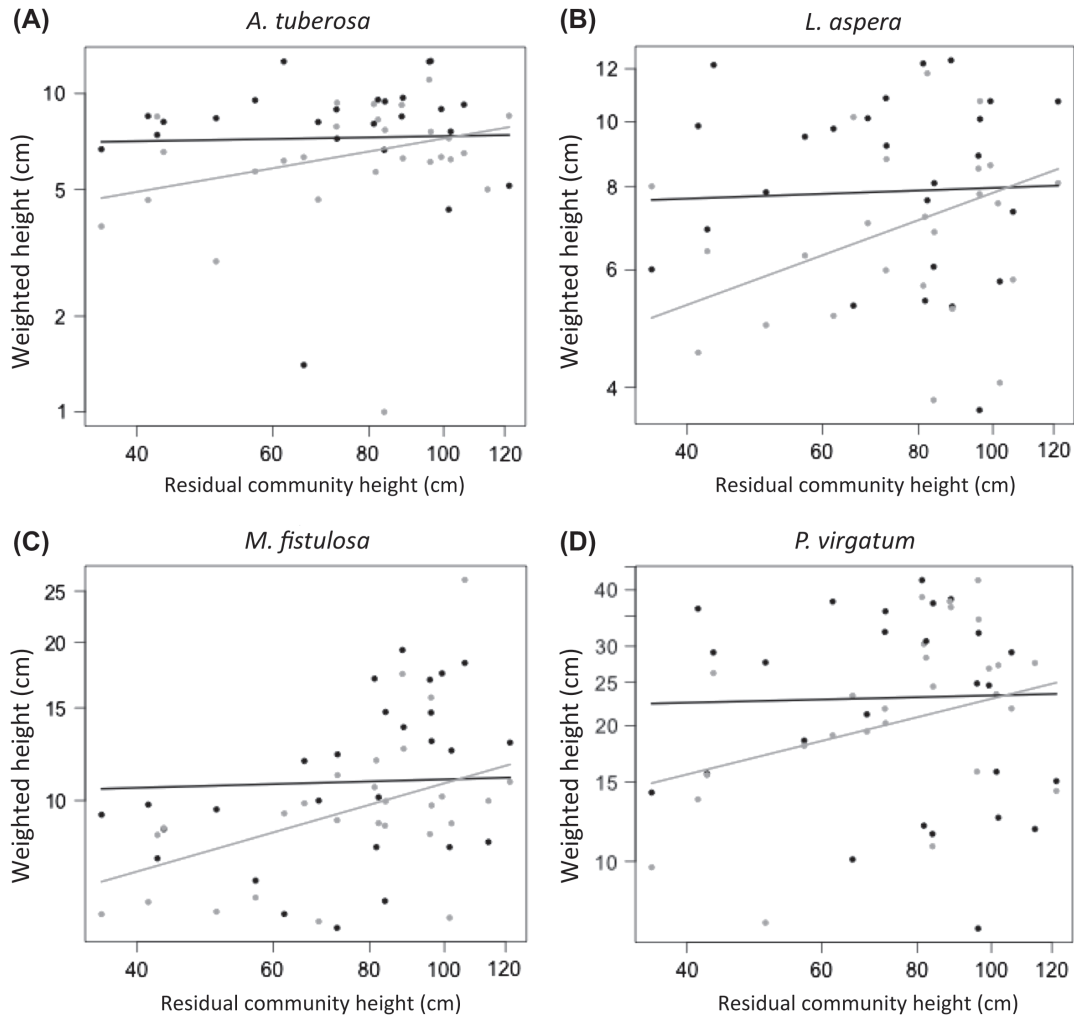 (A) A. tuberosa
Weighted height (cm)
10
5
2
1
40 60 80 100 120
Residual community height (cm)
(B) L. aspera
Weighted height (cm)
12
10
8
6
4
40 60 80 100 120
Residual community height (cm)
(C) M. fistulosa
Weighted height (cm)
25
20
15
10
40 60 80 100 120
Residual community height (cm)
(D) P. virgatum
Weighted height (cm)
40
30
25
20
15
10
40 60 80 100 120
Residual community height (cm)